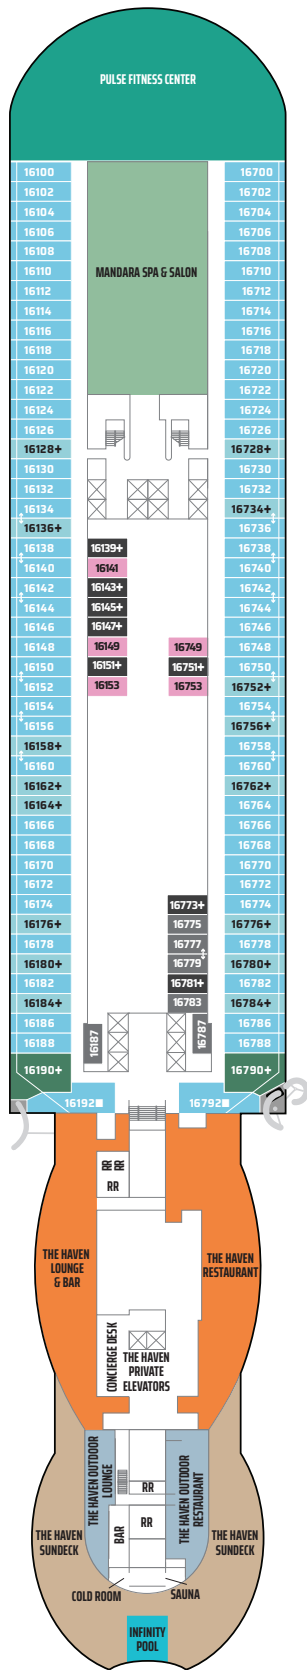 PULSE FITNESS CENTER
16100 16700
16102 16702
16104 16704
16106 16706
16108 16708
16110 16710
MANDARA SPA & SALON
16112 16712
16114 16714
16116 16716
16118 16718
16120 16720
16122 16722
16124 16724
16126 16726
16128+ 16728+
16130 16730
16132 16732
16134 16734+
16136+ 16736
16138 16139+ 16738
16140 16141 16740
16142 16143+ 16742
16144 16145+ 16744
16146 16147+ 16746
16148 16149 16749 16748
16150 16151+ 16751+ 16750
16152 16153 16753 16752+
16154 16754
16156 16756+
16158+ 16758
16160 16760
16162+ 16762+
16164+ 16764
16166 16766
16168 16768
16170 16770
16172 16772
16174 16773+ 16774
16176+ 16775 16776+
16178 16777 16778
16180+ 16779 16780+
16182 16781+ 16782
16184+ 16783 16784+
16186 16187 16787 16786
16188 16788
16190+ 16790+
16192■ 16792■
RR RR
RR
THE HAVEN
LOUNGE
& BAR
THE HAVEN
RESTAURANT
CONCIERGE DESK
THE HAVEN
PRIVATE
ELEVATORS
THE HAVEN OUTDOOR
LOUNGE
THE HAVEN OUTDOOR
RESTAURANT
RR
RR
BAR
THE HAVEN
SUNDECK
THE HAVEN
SUNDECK
COLD ROOM
SAUNA
INFINITY
POOL